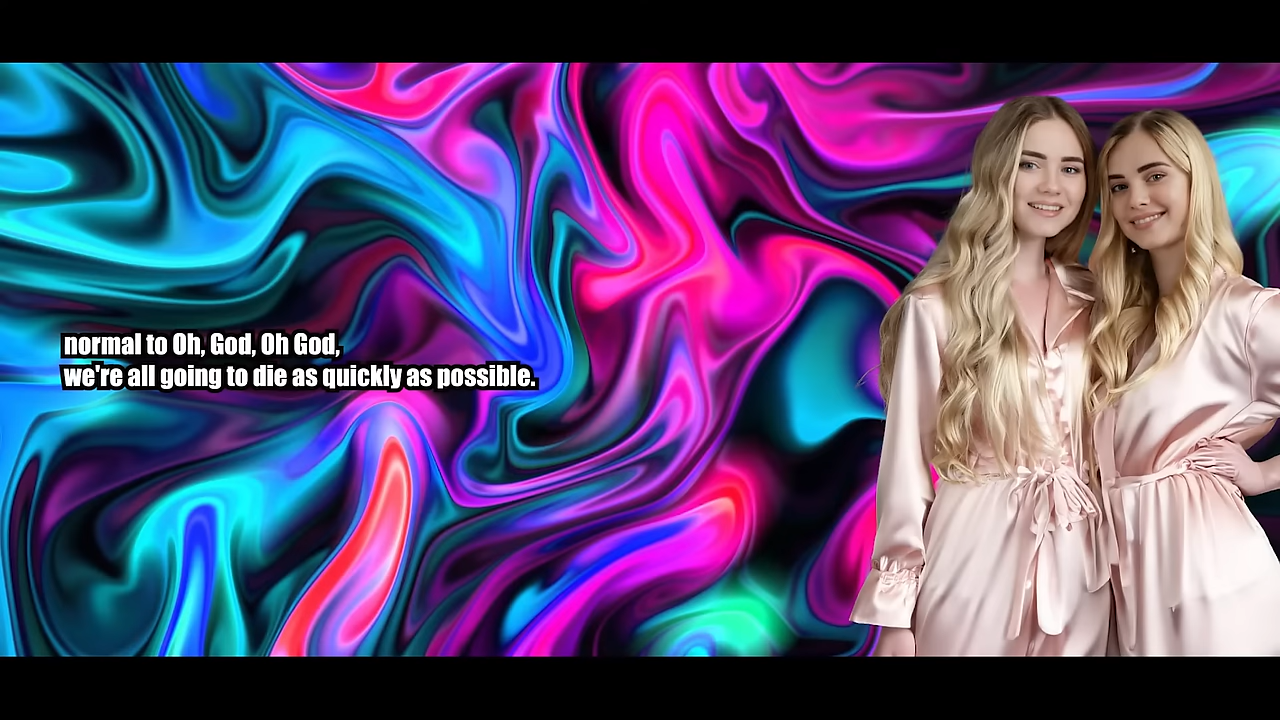 normal to Oh, God, Oh God,
we're all going to die as quickly as possible.